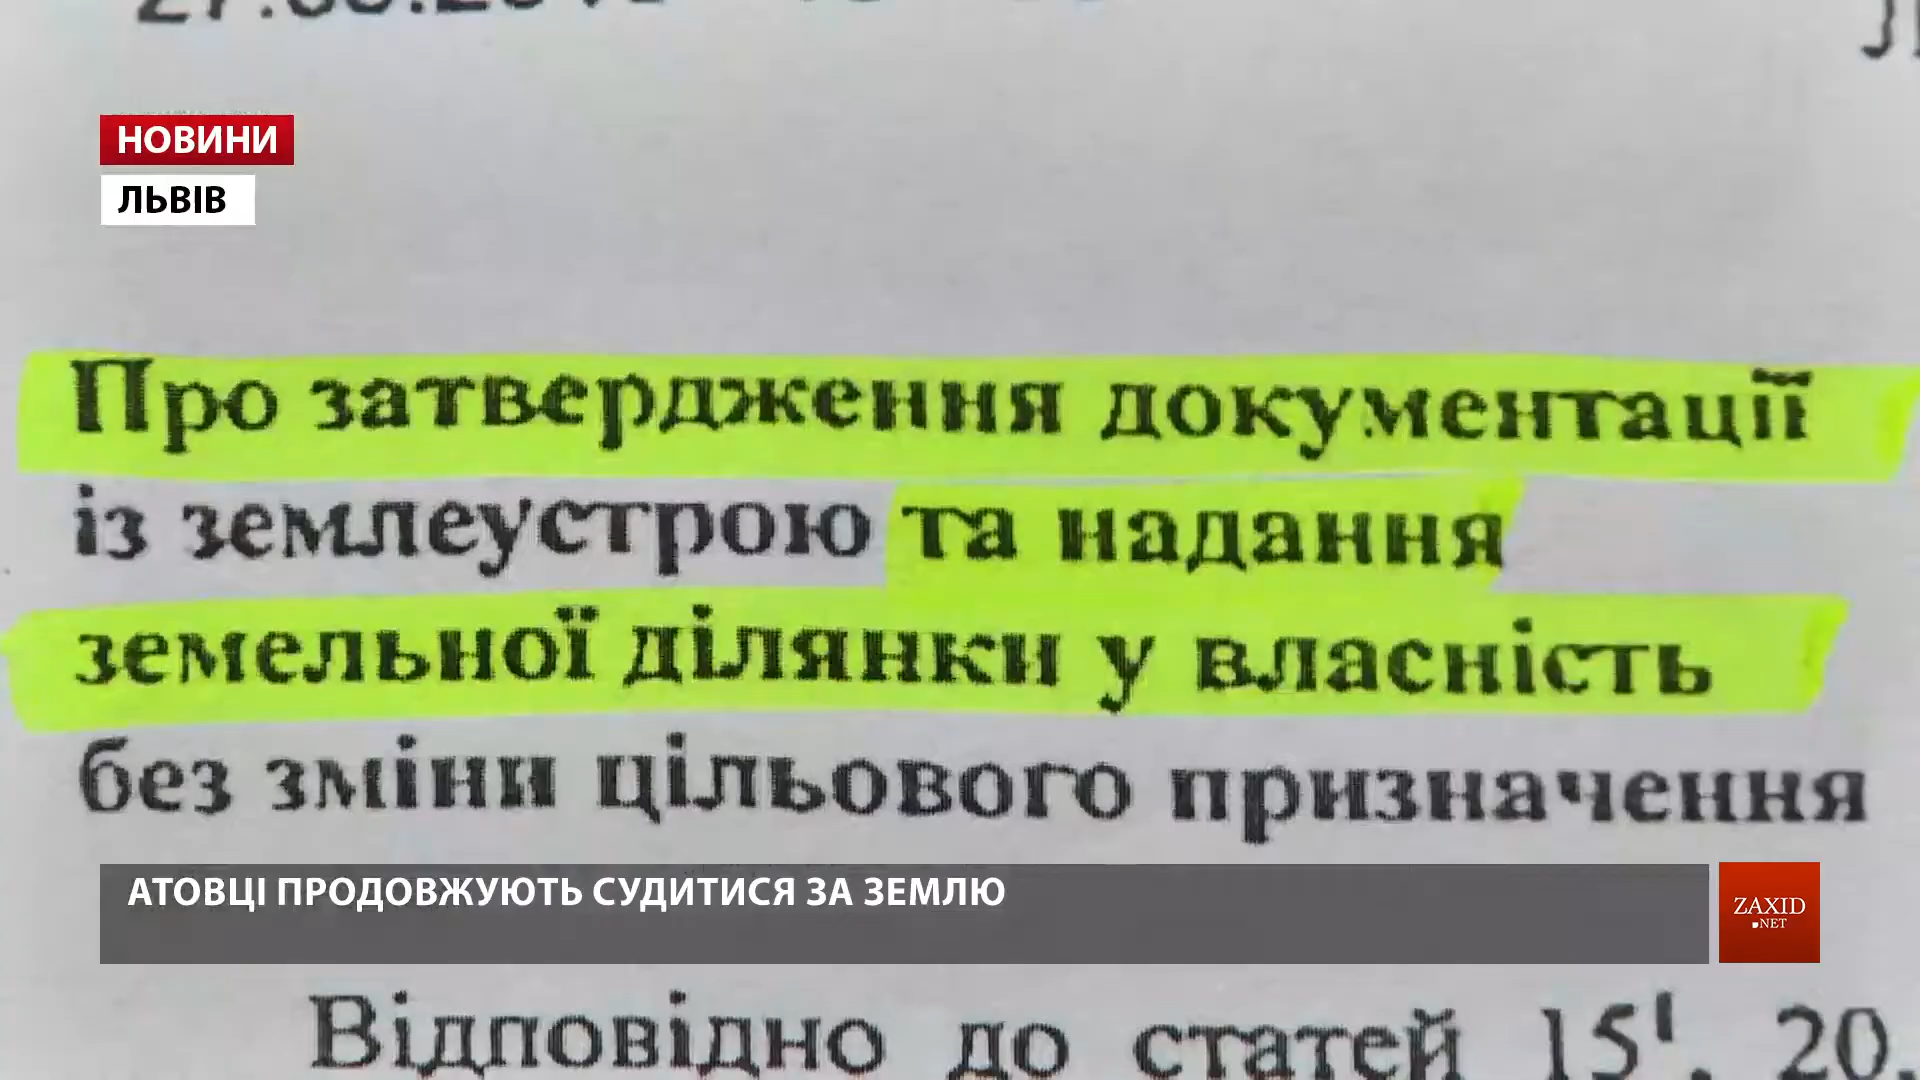 НОВИНИ
ЛЬВІВ
Про затвердження документації
із землеустрою та надання
земельної ділянки у власність
без зміни цільового призначення
АТОВЦІ ПРОДОВЖУЮТЬ СУДИТИСЯ ЗА ЗЕМЛЮ
ZAXID
.NET
Відповідно до статей 15¹, 20,